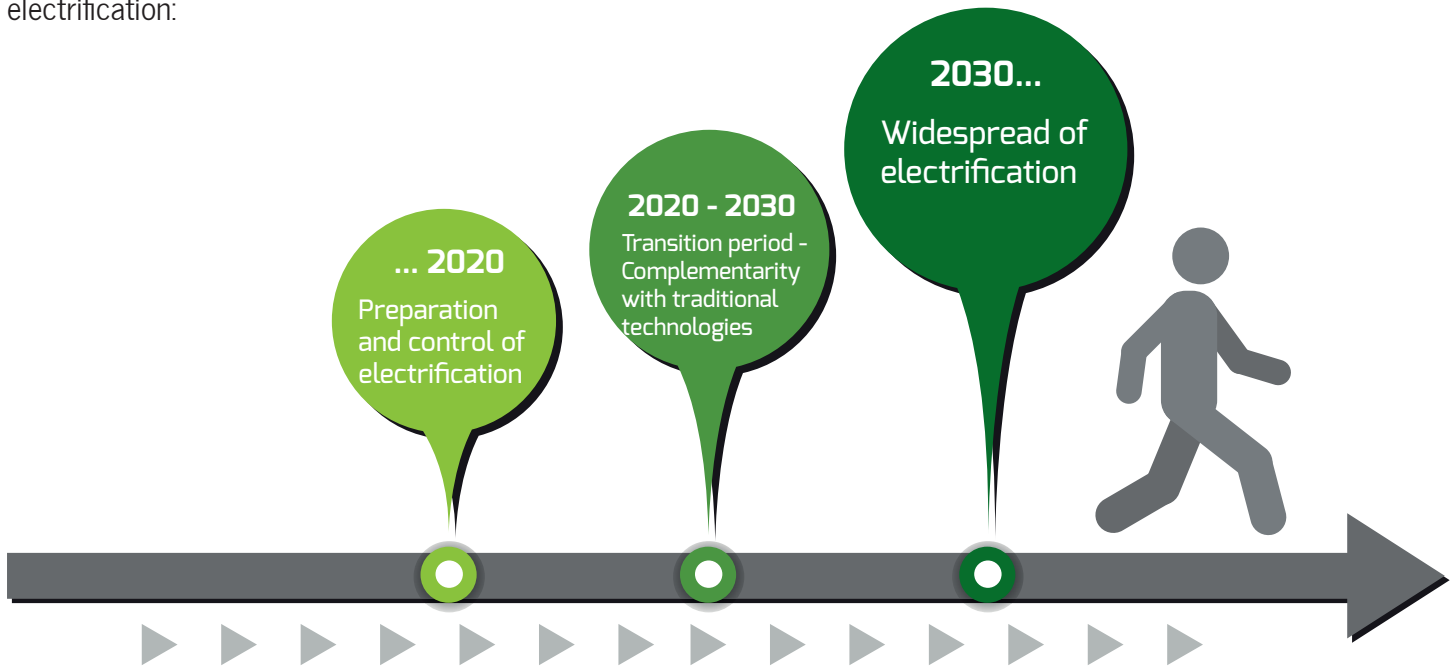 electrification:
... 2020
Preparation
and control of
electrification
2020 - 2030
Transition period -
Complementarity
with traditional
technologies
2030...
Widespread of
electrification